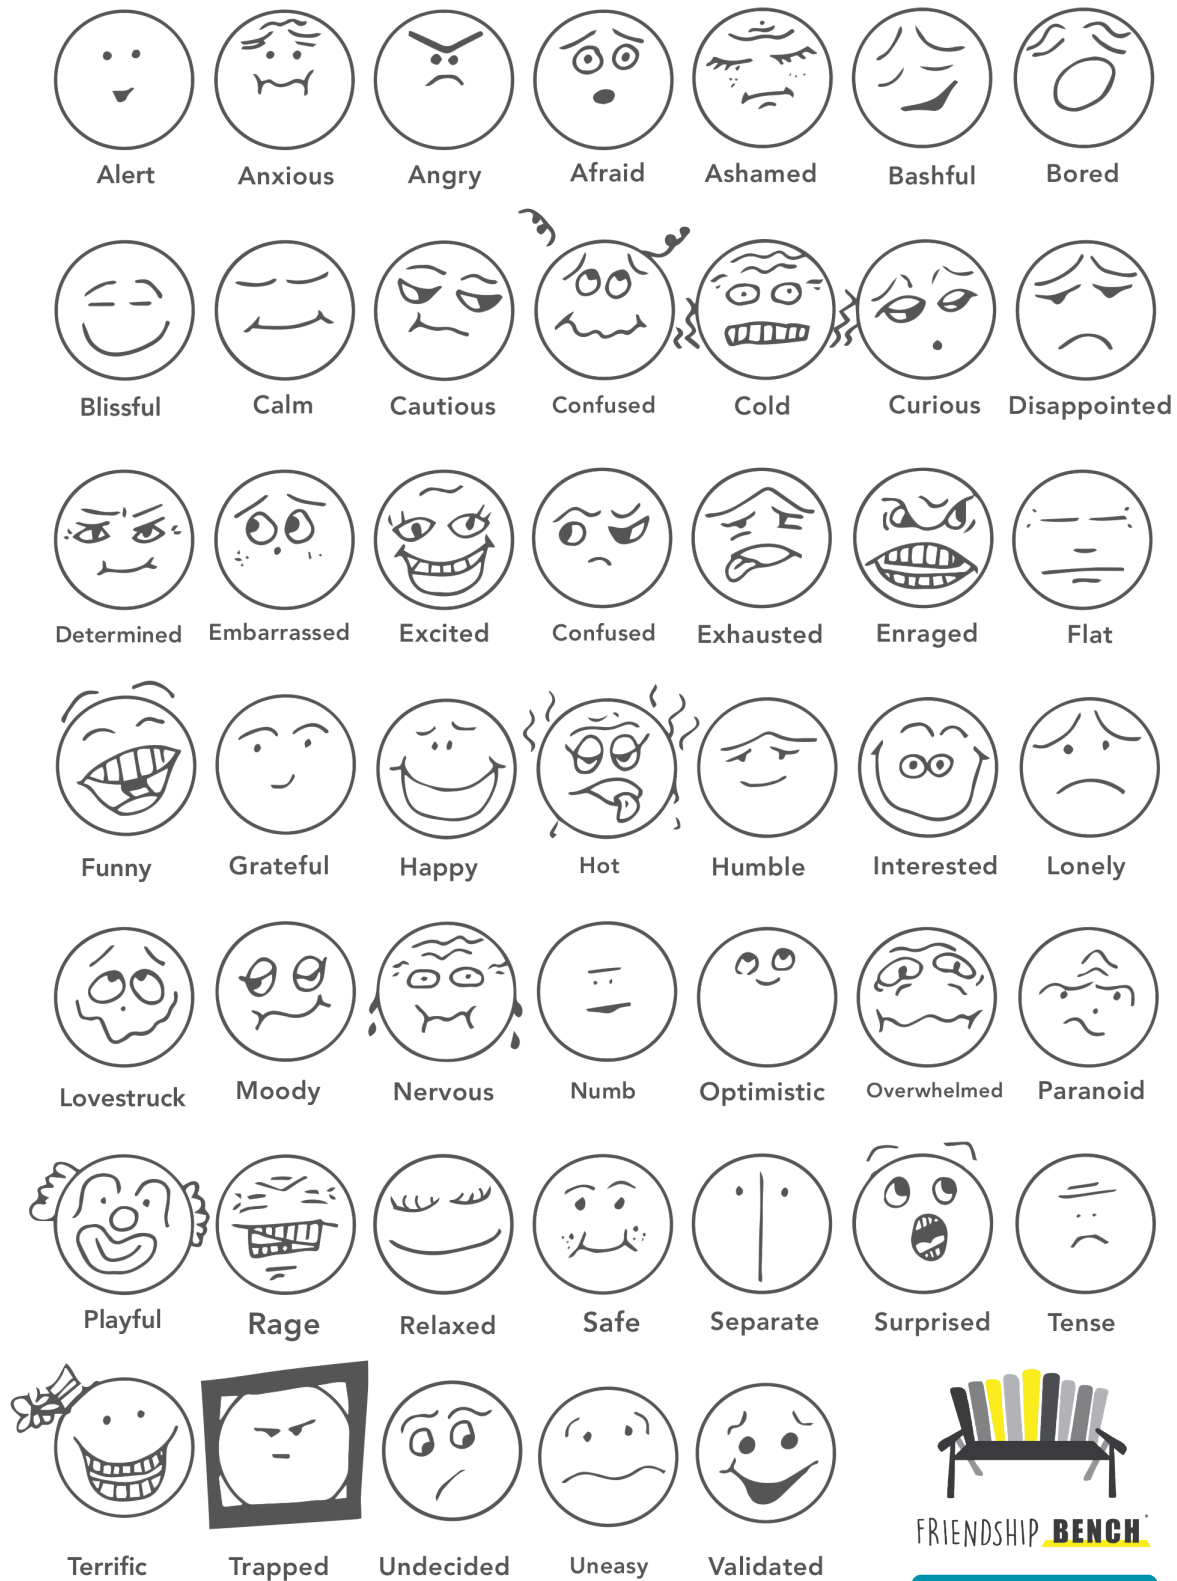 Alert Anxious Angry Afraid Ashamed Bashful Bored
Blissful Calm Cautious Confused Cold Curious Disappointed
Determined Embarrassed Excited Confused Exhausted Enraged Flat
Funny Grateful Happy Hot Humble Interested Lonely
Lovestruck Moody Nervous Numb Optimistic Overwhelmed Paranoid
Playful Rage Relaxed Safe Separate Surprised Tense
FRIENDSHIP BENCH
Terrific Trapped Undecided Uneasy Validated